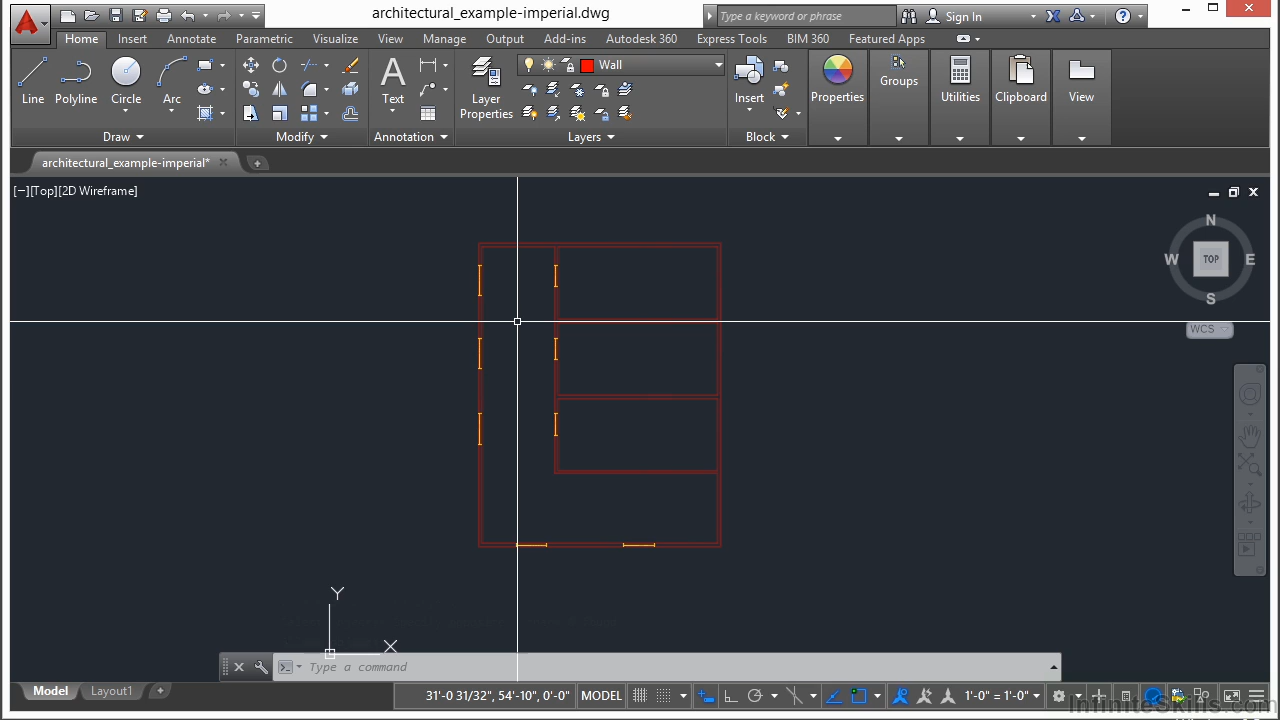 architectural_example-imperial.dwg
Type a keyword or phrase
Sign In
Home Insert Annotate Parametric Visualize View Manage Output Add-ins Autodesk 360 Express Tools BIM 360 Featured Apps
Wall
Line Polyline Circle Arc
Text
Layer Properties
Insert
Properties
Groups
Utilities
Clipboard
View
Draw Modify Annotation Layers Block
architectural_example-imperial*
[−][Top][2D Wireframe]
N
W TOP E
S
WCS
Y
X
Type a command
Model Layout1
31'-0 31/32", 54'-10", 0'-0" MODEL 1'-0" = 1'-0"
InfiniteSkills.com